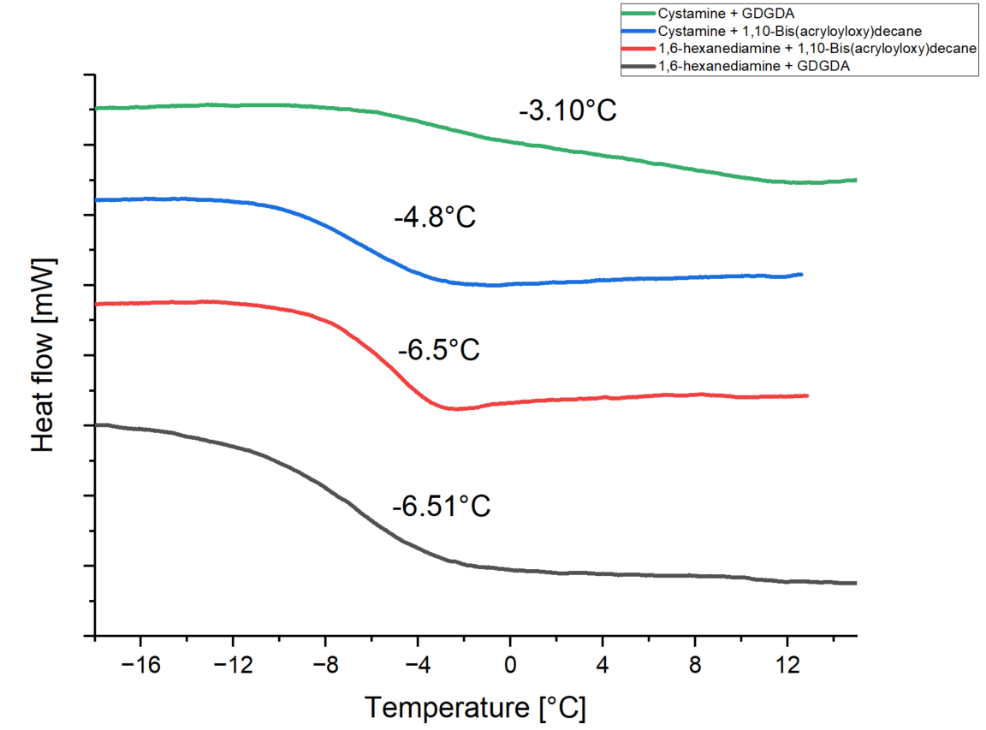 Cystamine + GDGDA
Cystamine + 1,10-Bis(acryloyloxy)decane
1,6-hexanediamine + 1,10-Bis(acryloyloxy)decane
1,6-hexanediamine + GDGDA
-3.10°C
-4.8°C
-6.5°C
-6.51°C
Heat flow [mW]
−16 −12 −8 −4 0 4 8 12
Temperature [°C]